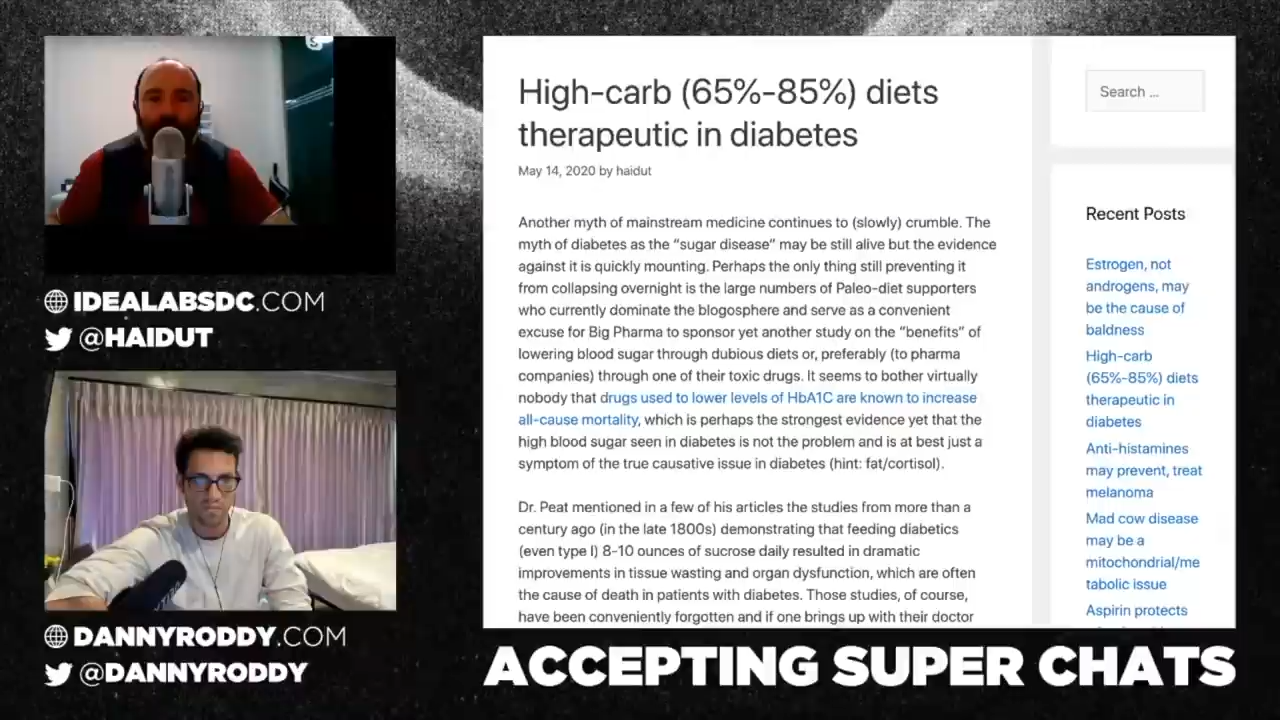 IDEALABSDC.COM
@HAIDUT
DANNYRODDY.COM
@DANNYRODDY
High-carb (65%-85%) diets
therapeutic in diabetes
May 14, 2020 by haidut
Another myth of mainstream medicine continues to (slowly) crumble. The
myth of diabetes as the “sugar disease” may be still alive but the evidence
against it is quickly mounting. Perhaps the only thing still preventing it
from collapsing overnight is the large numbers of Paleo-diet supporters
who currently dominate the blogosphere and serve as a convenient
excuse for Big Pharma to sponsor yet another study on the “benefits” of
lowering blood sugar through dubious diets or, preferably (to pharma
companies) through one of their toxic drugs. It seems to bother virtually
nobody that drugs used to lower levels of HbA1C are known to increase
all-cause mortality, which is perhaps the strongest evidence yet that the
high blood sugar seen in diabetes is not the problem and is at best just a
symptom of the true causative issue in diabetes (hint: fat/cortisol).
Dr. Peat mentioned in a few of his articles the studies from more than a
century ago (in the late 1800s) demonstrating that feeding diabetics
(even type I) 8-10 ounces of sucrose daily resulted in dramatic
improvements in tissue wasting and organ dysfunction, which are often
the cause of death in patients with diabetes. Those studies, of course,
have been conveniently forgotten and if one brings up with their doctor
Search ...
Recent Posts
Estrogen, not
androgens, may
be the cause of
baldness
High-carb
(65%-85%) diets
therapeutic in
diabetes
Anti-histamines
may prevent, treat
melanoma
Mad cow disease
may be a
mitochondrial/me
tabolic issue
Aspirin protects
ACCEPTING SUPER CHATS